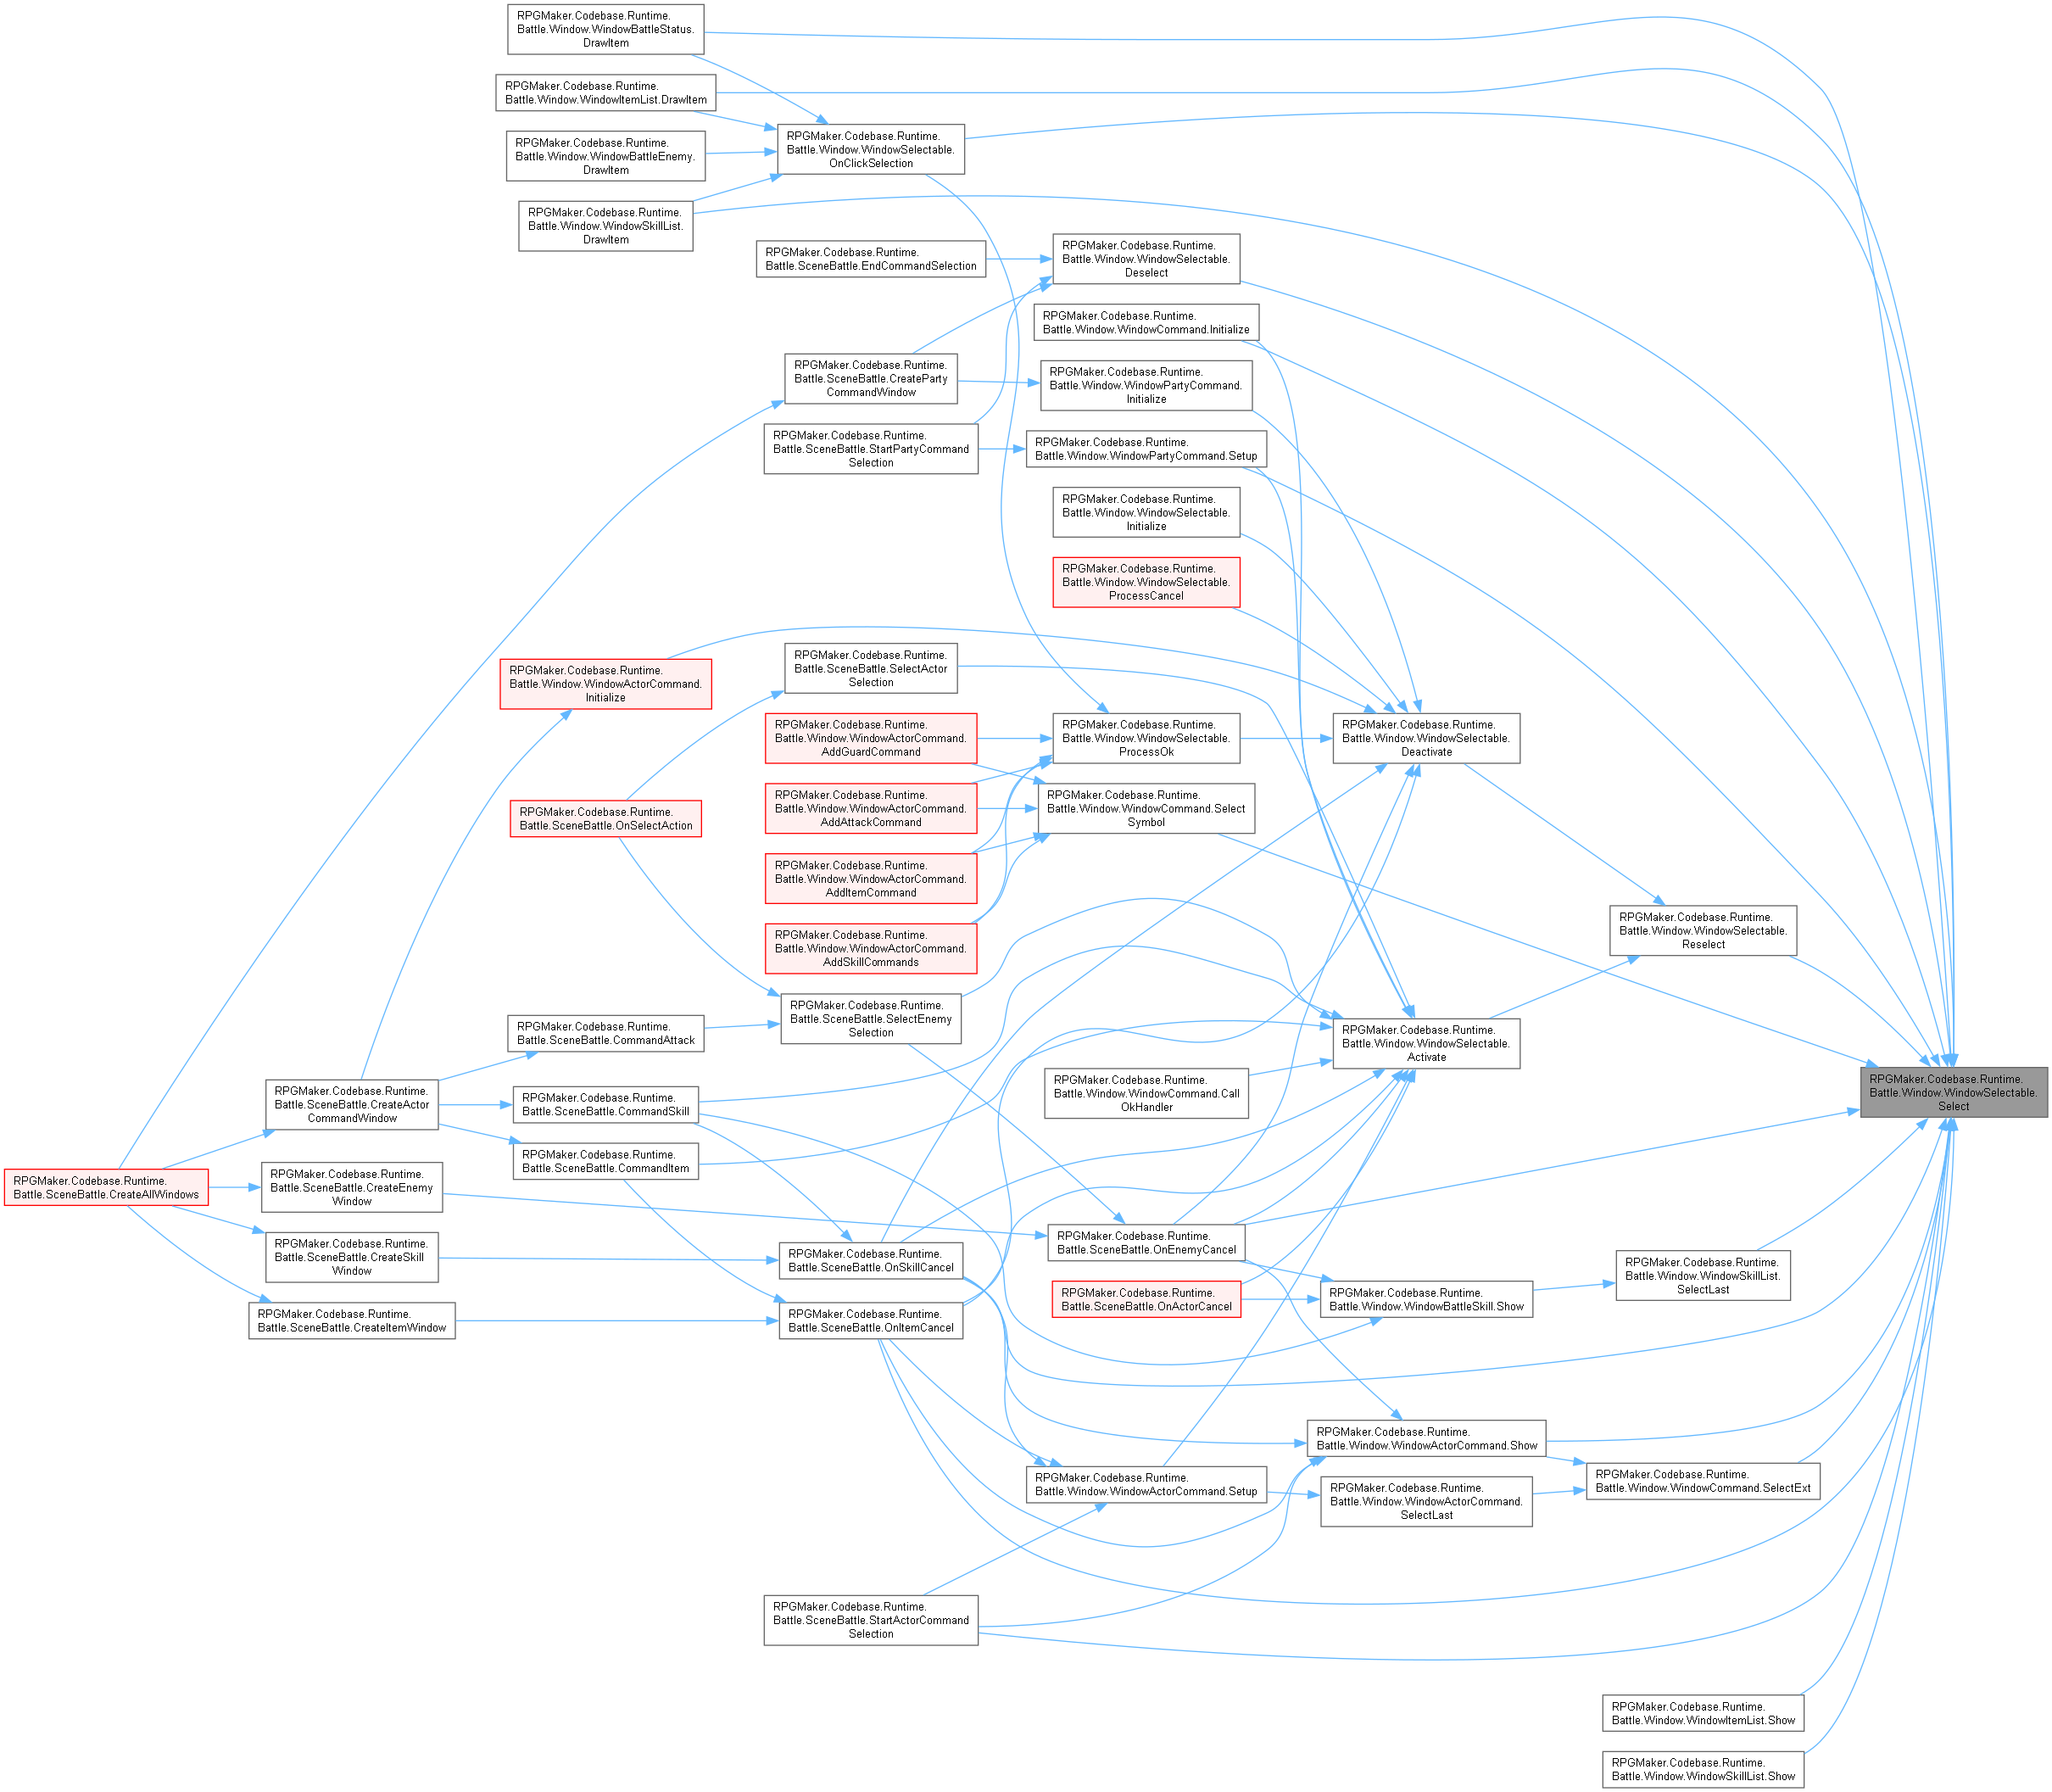 RPGMaker.Codebase.Runtime.
Battle.Window.WindowBattleStatus.
DrawItem
RPGMaker.Codebase.Runtime.
Battle.Window.WindowItemList.DrawItem
RPGMaker.Codebase.Runtime.
Battle.Window.WindowSelectable.
OnClickSelection
RPGMaker.Codebase.Runtime.
Battle.Window.WindowBattleEnemy.
DrawItem
RPGMaker.Codebase.Runtime.
Battle.Window.WindowSkillList.
DrawItem
RPGMaker.Codebase.Runtime.
Battle.SceneBattle.EndCommandSelection
RPGMaker.Codebase.Runtime.
Battle.Window.WindowSelectable.
Deselect
RPGMaker.Codebase.Runtime.
Battle.Window.WindowCommand.Initialize
RPGMaker.Codebase.Runtime.
Battle.SceneBattle.CreateParty
CommandWindow
RPGMaker.Codebase.Runtime.
Battle.Window.WindowPartyCommand.
Initialize
RPGMaker.Codebase.Runtime.
Battle.SceneBattle.StartPartyCommand
Selection
RPGMaker.Codebase.Runtime.
Battle.Window.WindowPartyCommand.Setup
RPGMaker.Codebase.Runtime.
Battle.Window.WindowSelectable.
Initialize
RPGMaker.Codebase.Runtime.
Battle.Window.WindowSelectable.
ProcessCancel
RPGMaker.Codebase.Runtime.
Battle.Window.WindowActorCommand.
Initialize
RPGMaker.Codebase.Runtime.
Battle.SceneBattle.SelectActor
Selection
RPGMaker.Codebase.Runtime.
Battle.Window.WindowActorCommand.
AddGuardCommand
RPGMaker.Codebase.Runtime.
Battle.Window.WindowSelectable.
ProcessOk
RPGMaker.Codebase.Runtime.
Battle.Window.WindowSelectable.
Deactivate
RPGMaker.Codebase.Runtime.
Battle.SceneBattle.OnSelectAction
RPGMaker.Codebase.Runtime.
Battle.Window.WindowActorCommand.
AddAttackCommand
RPGMaker.Codebase.Runtime.
Battle.Window.WindowCommand.Select
Symbol
RPGMaker.Codebase.Runtime.
Battle.Window.WindowActorCommand.
AddItemCommand
RPGMaker.Codebase.Runtime.
Battle.Window.WindowActorCommand.
AddSkillCommands
RPGMaker.Codebase.Runtime.
Battle.Window.WindowSelectable.
Reselect
RPGMaker.Codebase.Runtime.
Battle.SceneBattle.SelectEnemy
Selection
RPGMaker.Codebase.Runtime.
Battle.SceneBattle.CommandAttack
RPGMaker.Codebase.Runtime.
Battle.Window.WindowSelectable.
Activate
RPGMaker.Codebase.Runtime.
Battle.Window.WindowCommand.Call
OkHandler
RPGMaker.Codebase.Runtime.
Battle.Window.WindowSelectable.
Select
RPGMaker.Codebase.Runtime.
Battle.SceneBattle.CreateActor
CommandWindow
RPGMaker.Codebase.Runtime.
Battle.SceneBattle.CommandSkill
RPGMaker.Codebase.Runtime.
Battle.SceneBattle.CommandItem
RPGMaker.Codebase.Runtime.
Battle.SceneBattle.CreateAllWindows
RPGMaker.Codebase.Runtime.
Battle.SceneBattle.CreateEnemy
Window
RPGMaker.Codebase.Runtime.
Battle.SceneBattle.OnEnemyCancel
RPGMaker.Codebase.Runtime.
Battle.SceneBattle.CreateSkill
Window
RPGMaker.Codebase.Runtime.
Battle.SceneBattle.OnSkillCancel
RPGMaker.Codebase.Runtime.
Battle.Window.WindowSkillList.
SelectLast
RPGMaker.Codebase.Runtime.
Battle.SceneBattle.OnActorCancel
RPGMaker.Codebase.Runtime.
Battle.Window.WindowBattleSkill.Show
RPGMaker.Codebase.Runtime.
Battle.SceneBattle.CreateItemWindow
RPGMaker.Codebase.Runtime.
Battle.SceneBattle.OnItemCancel
RPGMaker.Codebase.Runtime.
Battle.Window.WindowActorCommand.Show
RPGMaker.Codebase.Runtime.
Battle.Window.WindowActorCommand.Setup
RPGMaker.Codebase.Runtime.
Battle.Window.WindowActorCommand.
SelectLast
RPGMaker.Codebase.Runtime.
Battle.Window.WindowCommand.SelectExt
RPGMaker.Codebase.Runtime.
Battle.SceneBattle.StartActorCommand
Selection
RPGMaker.Codebase.Runtime.
Battle.Window.WindowItemList.Show
RPGMaker.Codebase.Runtime.
Battle.Window.WindowSkillList.Show